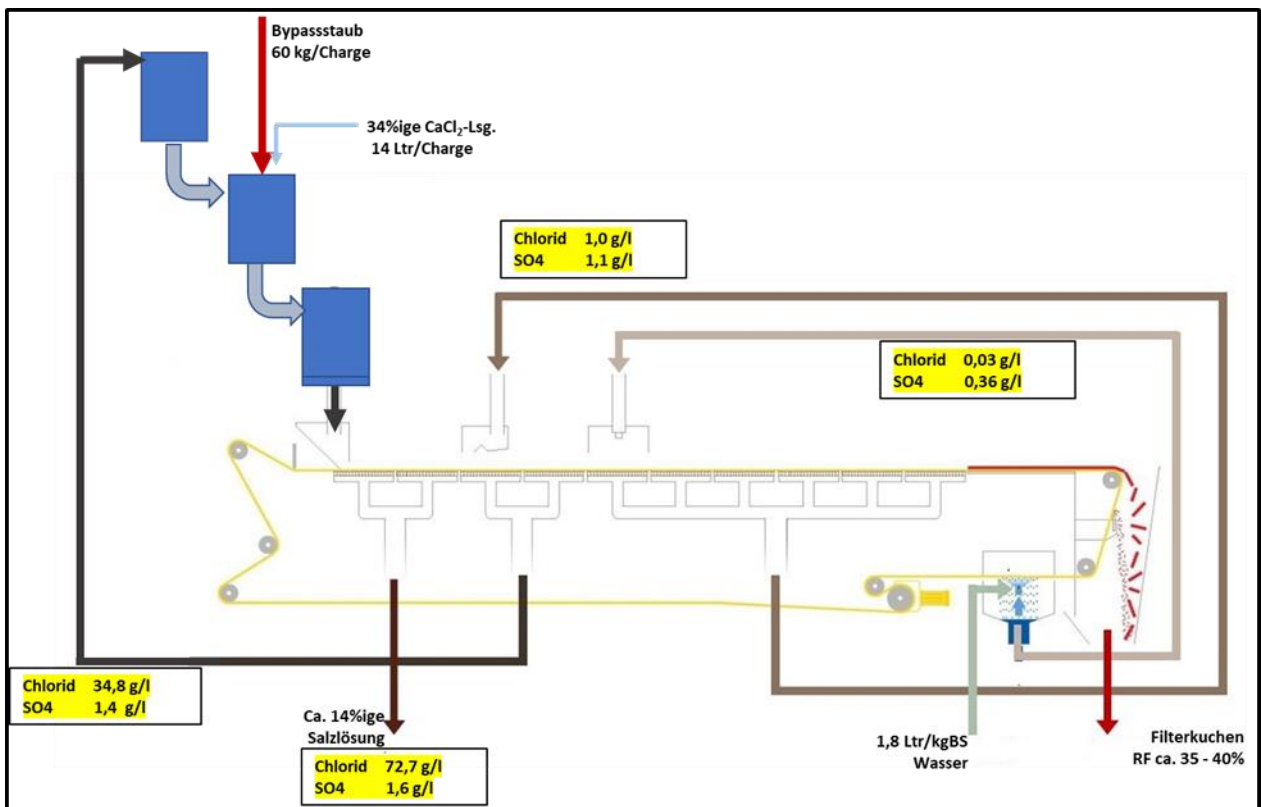 Bypassstaub
60 kg/Charge
34%ige CaCl₂-Lsg.
14 Ltr/Charge
Chlorid 1,0 g/l
SO4 1,1 g/l
Chlorid 0,03 g/l
SO4 0,36 g/l
Chlorid 34,8 g/l
SO4 1,4 g/l
Ca. 14%ige
Salzlösung
Chlorid 72,7 g/l
SO4 1,6 g/l
1,8 Ltr/kgBS
Wasser
Filterkuchen
RF ca. 35 - 40%